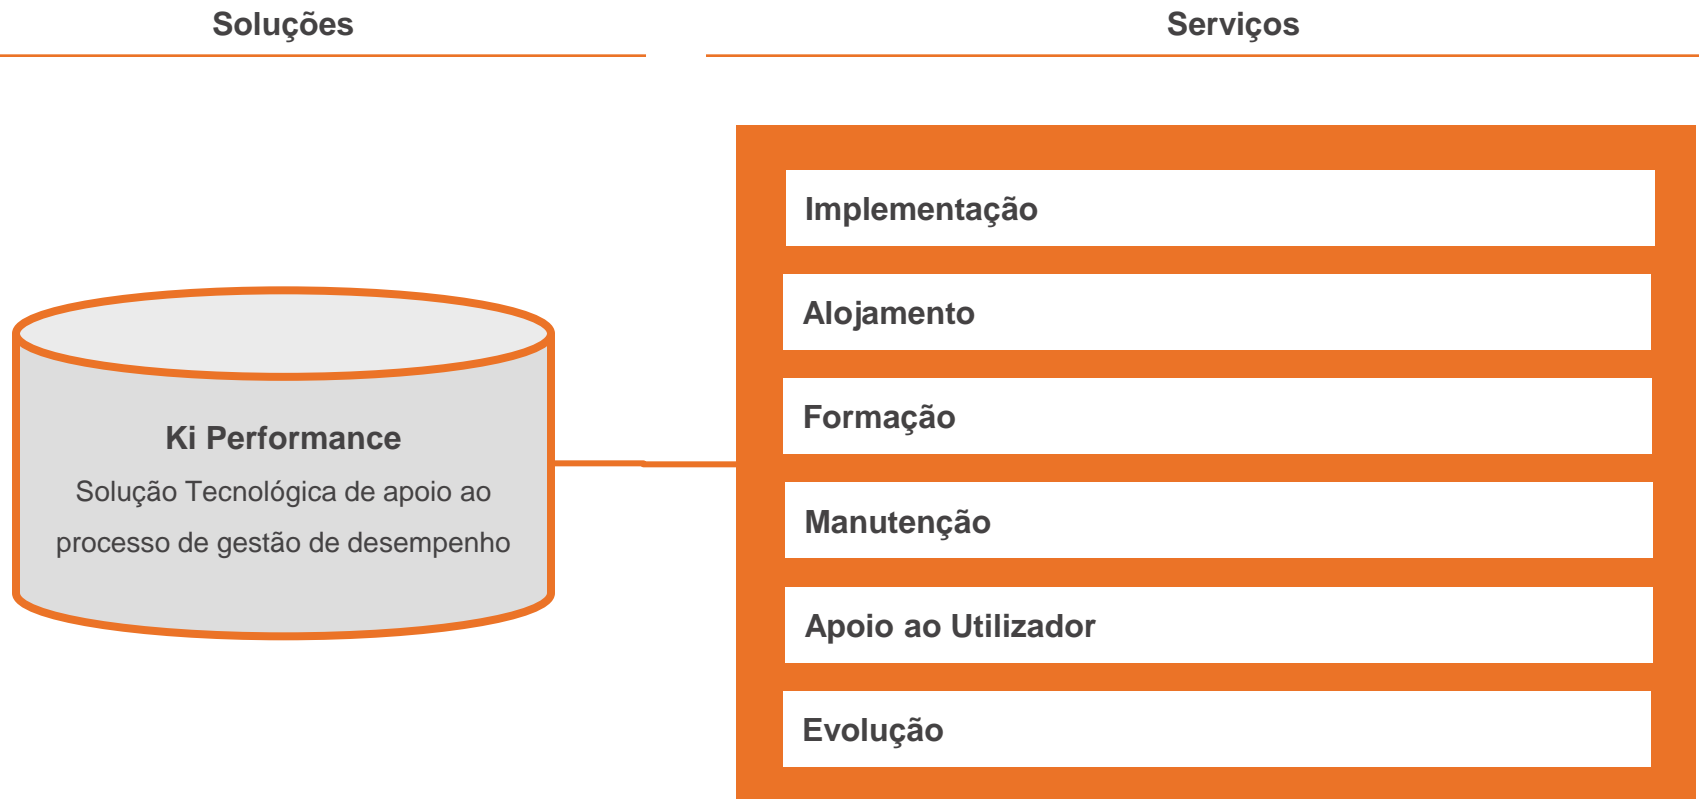 Soluções
Serviços
Ki Performance
Solução Tecnológica de apoio ao
processo de gestão de desempenho
Implementação
Alojamento
Formação
Manutenção
Apoio ao Utilizador
Evolução